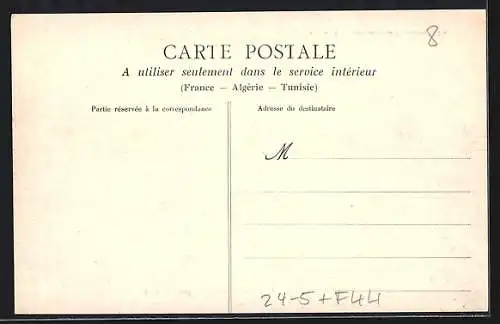 8
CARTE POSTALE
A utiliser seulement dans le service intérieur
(France — Algérie — Tunisie)
Partie réservée à la correspondance
Adresse du destinataire
M
24-5+F44